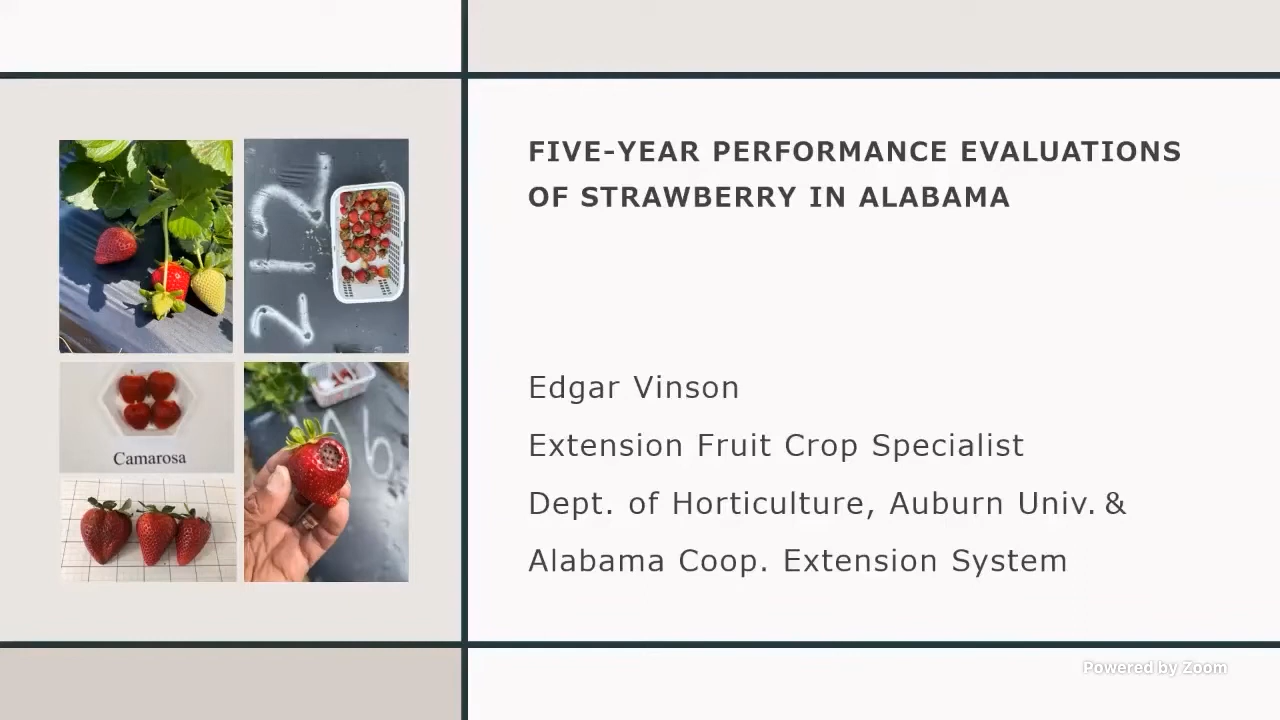 FIVE-YEAR PERFORMANCE EVALUATIONS
OF STRAWBERRY IN ALABAMA
Edgar Vinson
Extension Fruit Crop Specialist
Dept. of Horticulture, Auburn Univ. &
Alabama Coop. Extension System
Camarosa
Powered by Zoom